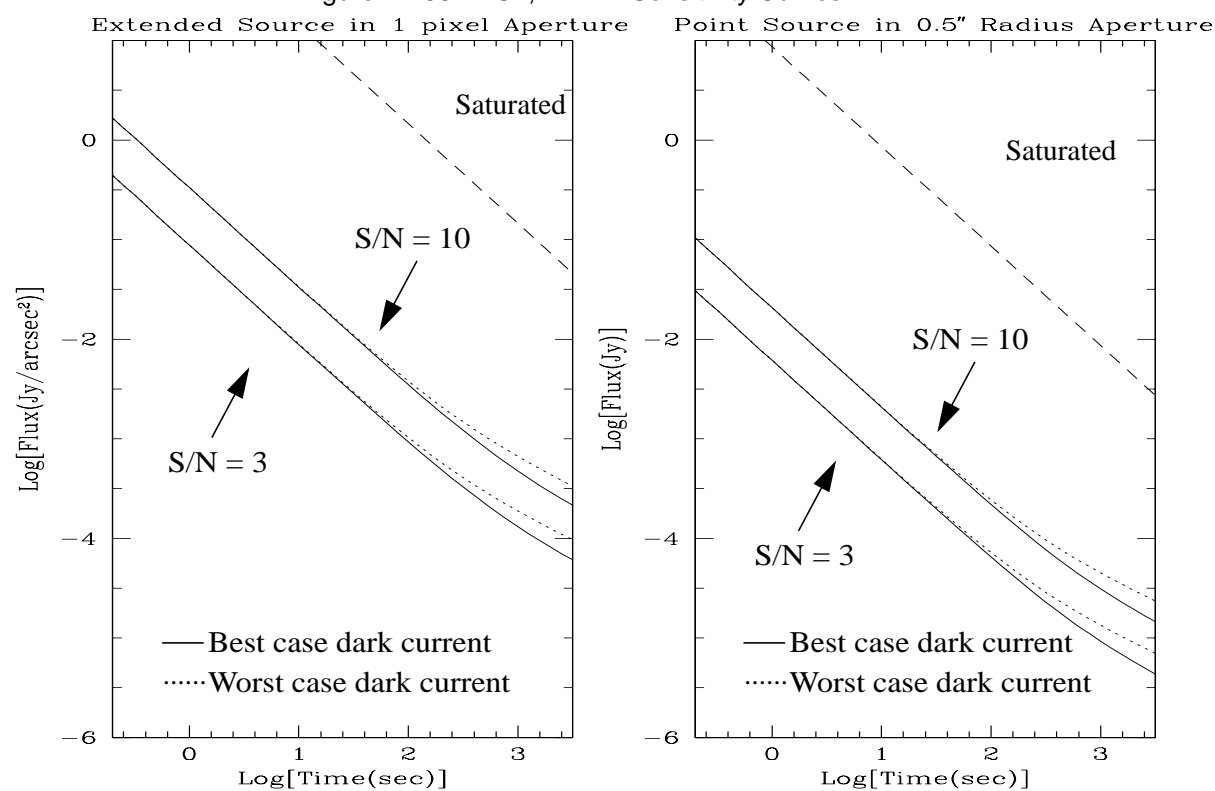 Extended Source in 1 pixel Aperture
Saturated
0
S/N = 10
Log[Flux(Jy/arcsec²)]
−2
S/N = 3
−4
Best case dark current
Worst case dark current
−6
0 1 2 3
Log[Time(sec)]
Point Source in 0.5″ Radius Aperture
0
Saturated
Log[Flux(Jy)]
−2
S/N = 10
S/N = 3
−4
Best case dark current
Worst case dark current
−6
0 1 2 3
Log[Time(sec)]